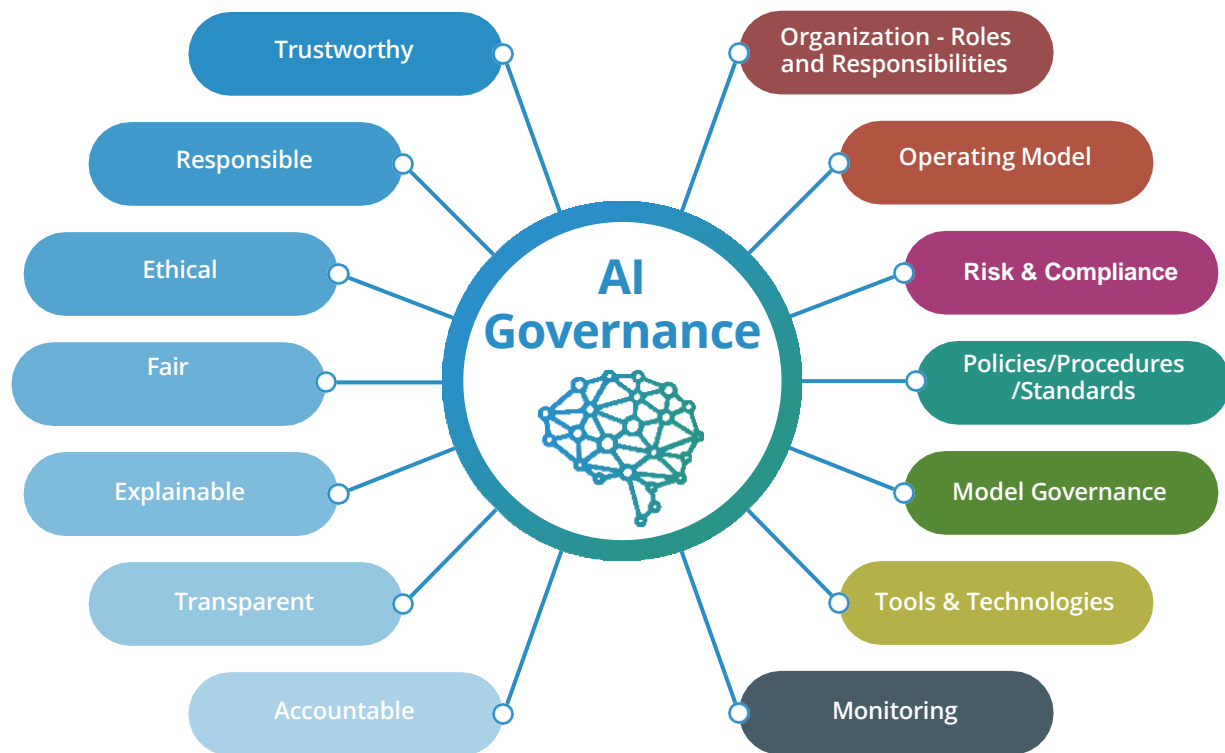 Trustworthy
Responsible
Ethical
Fair
Explainable
Transparent
Accountable
AI
Governance
Organization - Roles
and Responsibilities
Operating Model
Risk & Compliance
Policies/Procedures
/Standards
Model Governance
Tools & Technologies
Monitoring